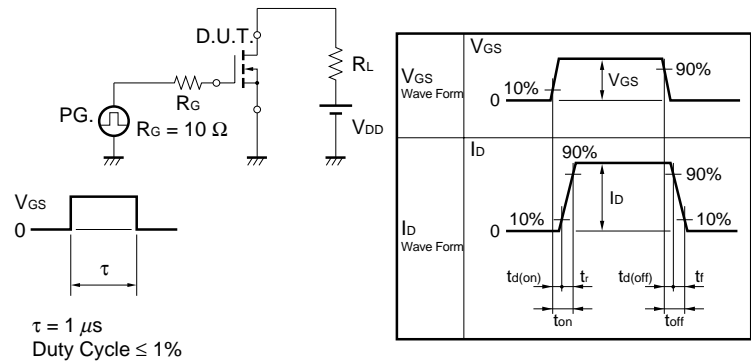 D.U.T.
RL
RG
PG.
RG = 10 Ω
VDD
VGS
0
τ
τ = 1 μs
Duty Cycle ≤ 1%
VGS
Wave Form
VGS
VGS
10%
90%
0
ID
Wave Form
ID
90%
90%
ID
10%
10%
0
td(on)
tr
td(off)
tf
ton
toff